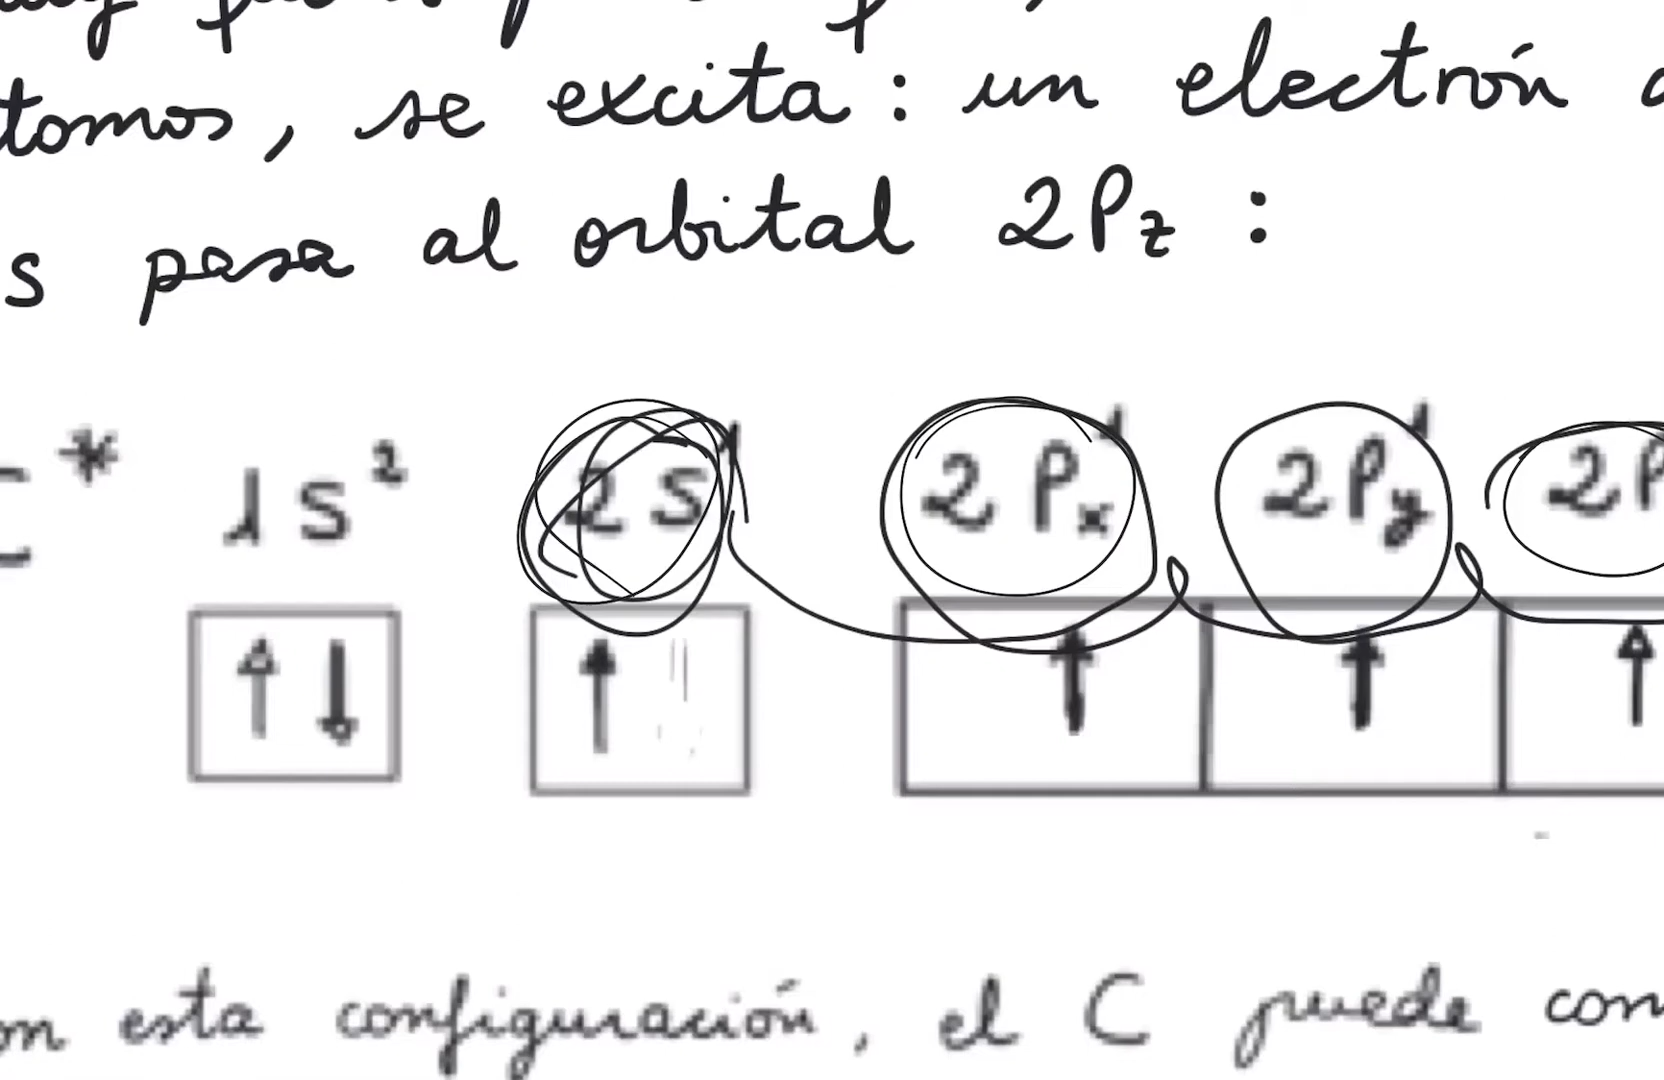 tomos, se excita: un electrón
s pasa al orbital 2Pz :
C* 1s² 2s¹ 2Px¹ 2Py¹ 2P
on esta configuración, el C puede con